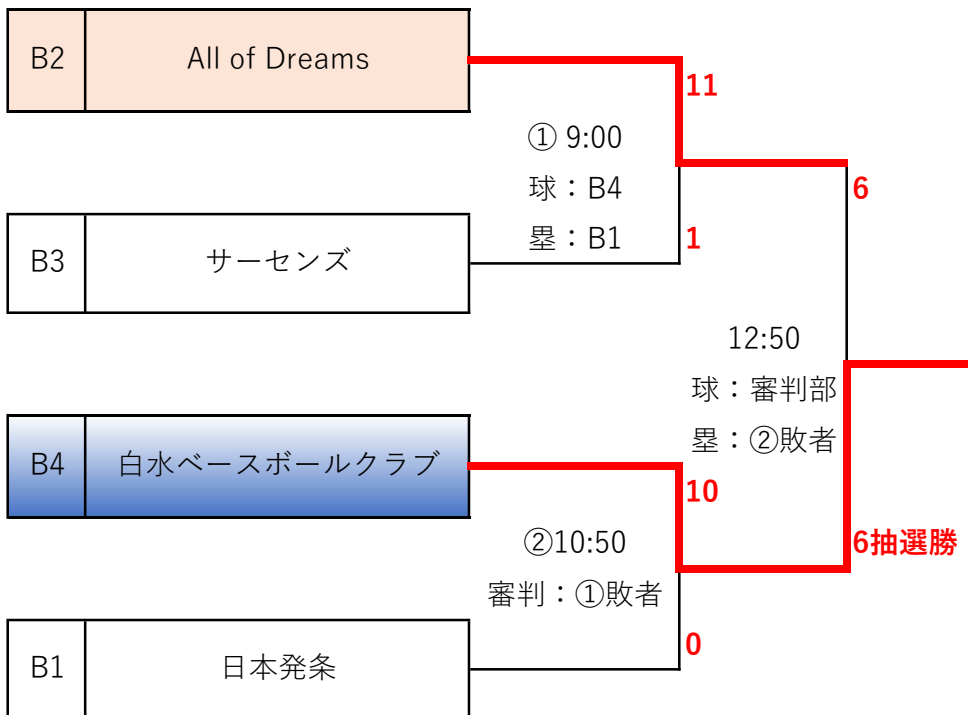 B2 All of Dreams
11
① 9:00
球：B4
塁：B1
6
1
B3 サーセンズ
12:50
球：審判部
塁：②敗者
B4 白水ベースボールクラブ
10
②10:50
審判：①敗者
6抽選勝
0
B1 日本発条